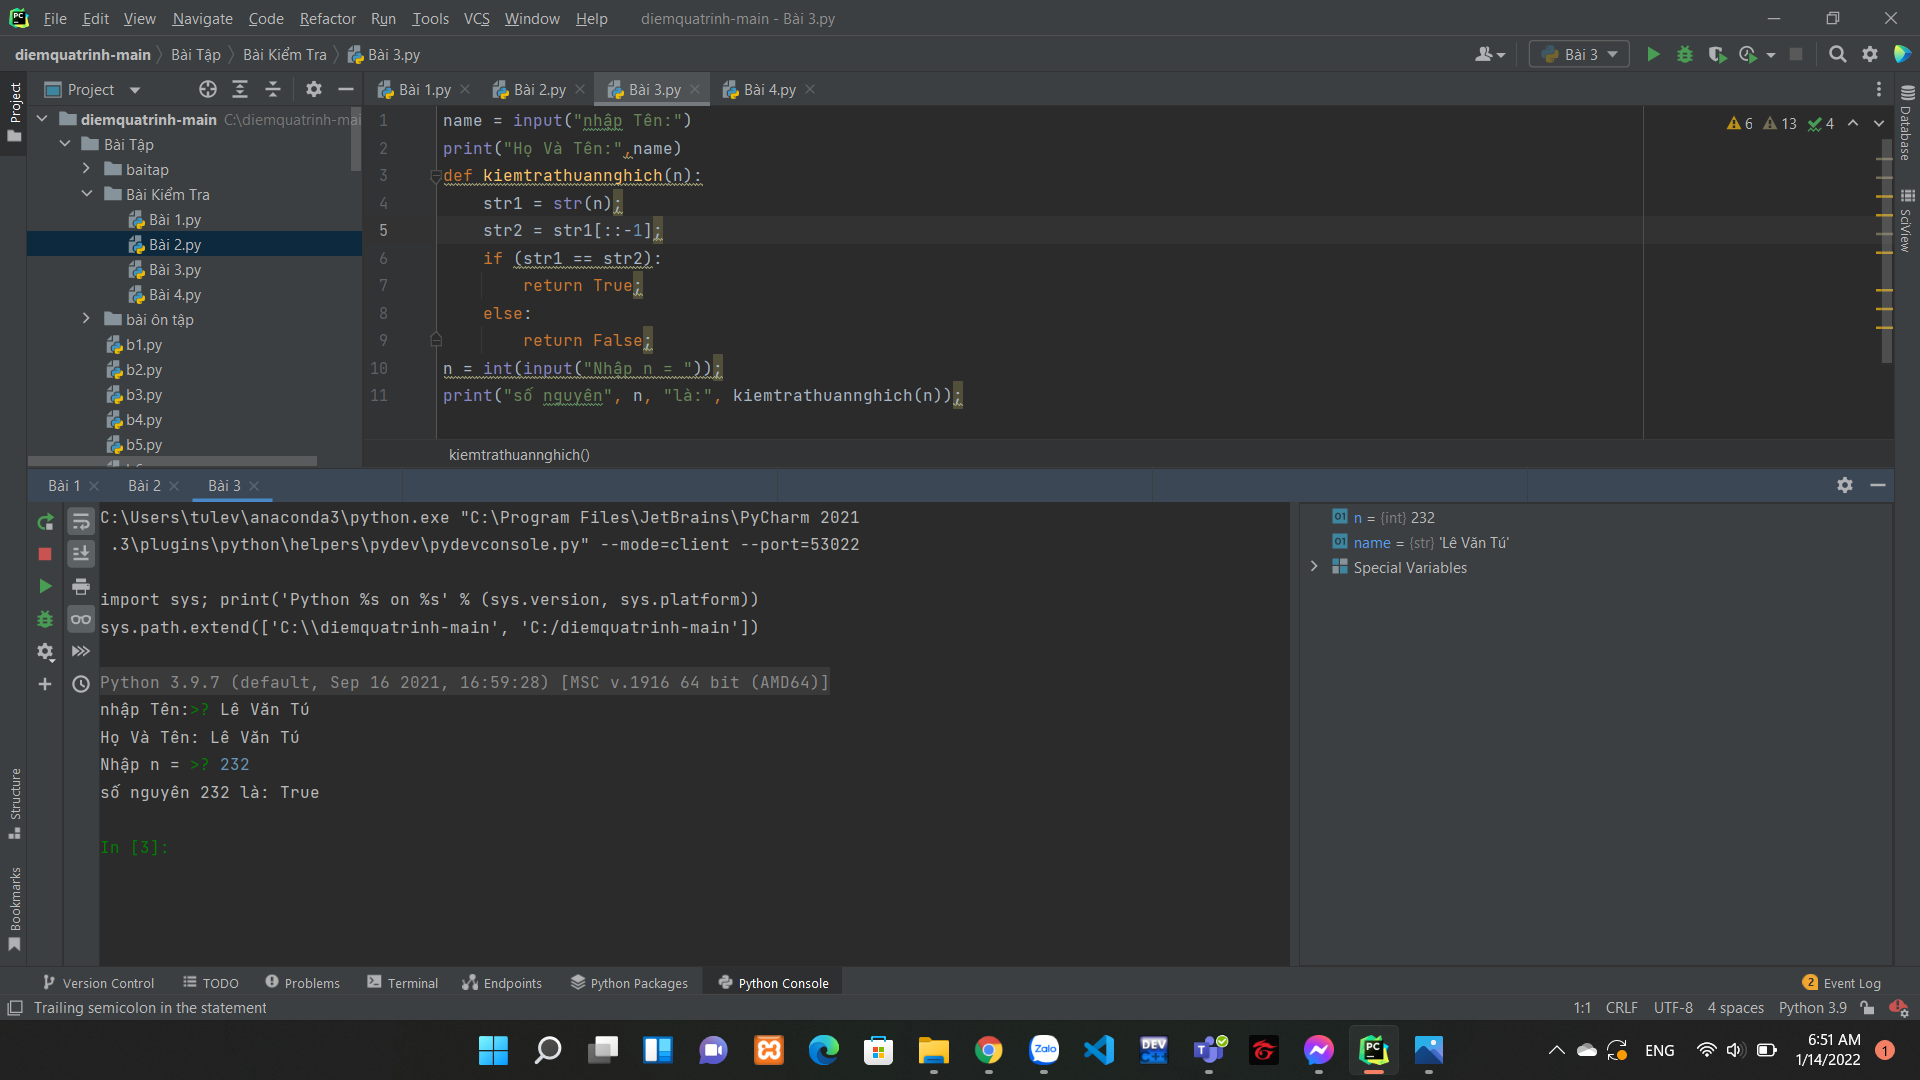 File Edit View Navigate Code Refactor Run Tools VCS Window Help diemquatrinh-main - Bài 3.py
diemquatrinh-main Bài Tập Bài Kiểm Tra Bài 3.py
Bài 3
Project
Project
Bài 1.py Bài 2.py Bài 3.py Bài 4.py
diemquatrinh-main C:\diemquatrinh-mai
Bài Tập
baitap
Bài Kiểm Tra
Bài 1.py
Bài 2.py
Bài 3.py
Bài 4.py
bài ôn tập
b1.py
b2.py
b3.py
b4.py
b5.py
1 name = input("nhập Tên:")
2 print("Họ Và Tên:",name)
3 def kiemtrathuannghich(n):
4 str1 = str(n);
5 str2 = str1[::-1];
6 if (str1 == str2):
7 return True;
8 else:
9 return False;
10 n = int(input("Nhập n = "));
11 print("số nguyên", n, "là:", kiemtrathuannghich(n));
6 13 4
Database
SciView
kiemtrathuannghich()
Bài 1 Bài 2 Bài 3
C:\Users\tulev\anaconda3\python.exe "C:\Program Files\JetBrains\PyCharm 2021
.3\plugins\python\helpers\pydev\pydevconsole.py" --mode=client --port=53022
import sys; print('Python %s on %s' % (sys.version, sys.platform))
sys.path.extend(['C:\\diemquatrinh-main', 'C:/diemquatrinh-main'])
Python 3.9.7 (default, Sep 16 2021, 16:59:28) [MSC v.1916 64 bit (AMD64)]
nhập Tên:>? Lê Văn Tú
Họ Và Tên: Lê Văn Tú
Nhập n = >? 232
số nguyên 232 là: True
In [3]:
n = {int} 232
name = {str} 'Lê Văn Tú'
Special Variables
Structure
Bookmarks
Version Control TODO Problems Terminal Endpoints Python Packages Python Console 2 Event Log
Trailing semicolon in the statement 1:1 CRLF UTF-8 4 spaces Python 3.9
Zalo
DEV C++
PC
ENG
6:51 AM
1/14/2022
1